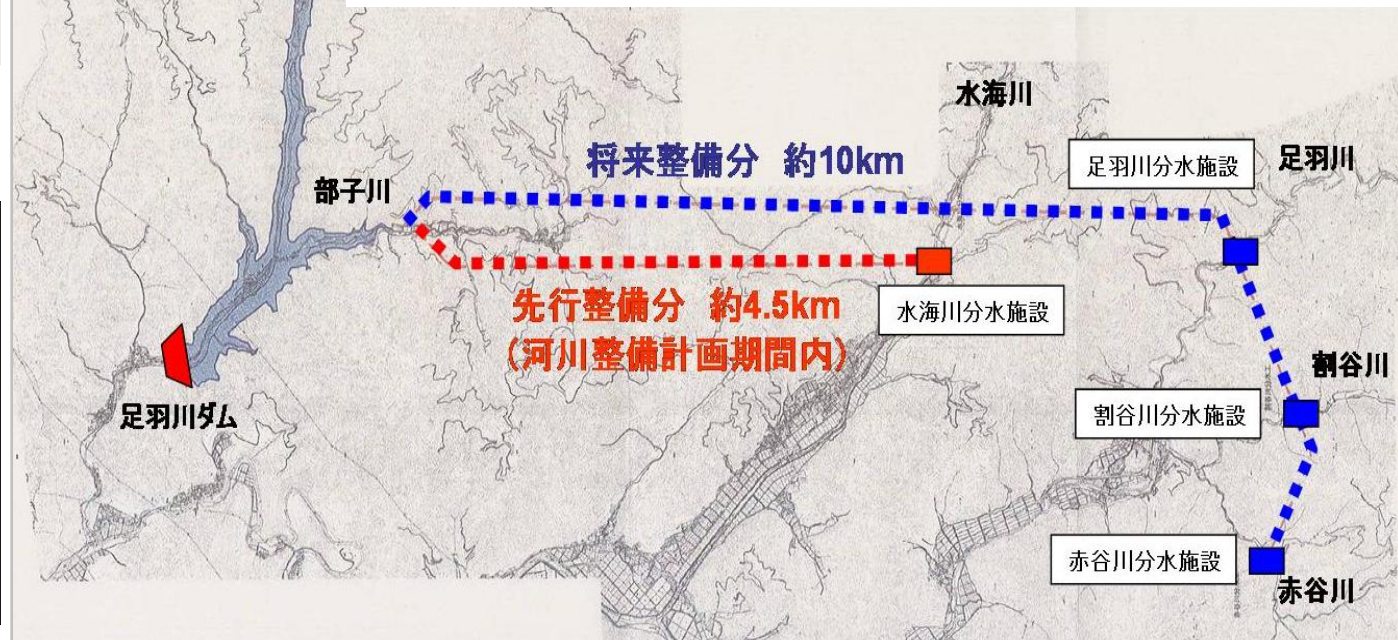 水海川
将来整備分 約10km
足羽川分水施設
足羽川
部子川
先行整備分 約4.5km
(河川整備計画期間内)
水海川分水施設
割谷川
足羽川ダム
割谷川分水施設
赤谷川分水施設
赤谷川